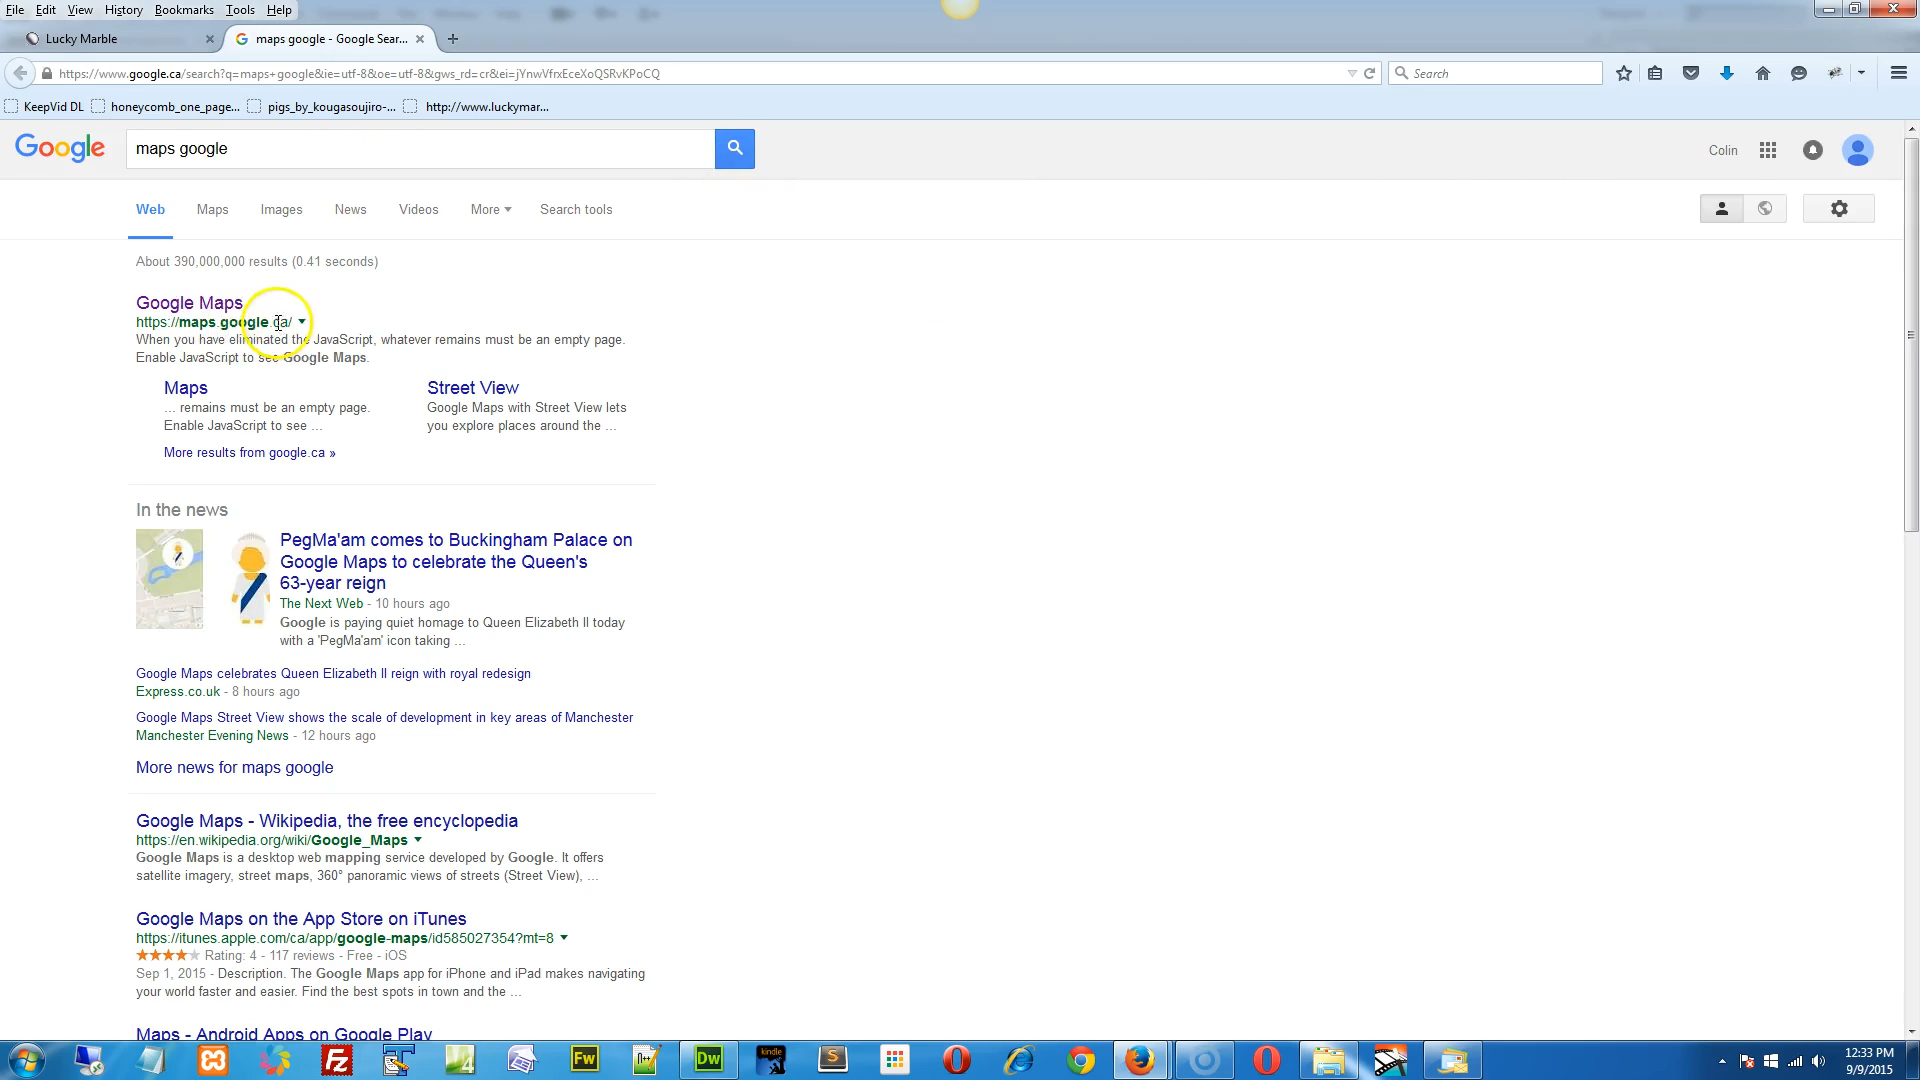 File Edit View History Bookmarks Tools Help
Lucky Marble
maps google - Google Sear...
https://www.google.ca/search?q=maps+google&ie=utf-8&oe=utf-8&gws_rd=cr&ei=jYnwVfrxEceXoQSRvKPoCQ
Search
KeepVid DL honeycomb_one_page... pigs_by_kougasoujiro-... http://www.luckymar...
Google
maps google
Colin
Web Maps Images News Videos More Search tools
About 390,000,000 results (0.41 seconds)
Google Maps
https://maps.google.ca/
When you have eliminated the JavaScript, whatever remains must be an empty page.
Enable JavaScript to see Google Maps.
Maps
... remains must be an empty page.
Enable JavaScript to see ...
Street View
Google Maps with Street View lets
you explore places around the ...
More results from google.ca »
In the news
PegMa'am comes to Buckingham Palace on
Google Maps to celebrate the Queen's
63-year reign
The Next Web - 10 hours ago
Google is paying quiet homage to Queen Elizabeth II today
with a 'PegMa'am' icon taking ...
Google Maps celebrates Queen Elizabeth II reign with royal redesign
Express.co.uk - 8 hours ago
Google Maps Street View shows the scale of development in key areas of Manchester
Manchester Evening News - 12 hours ago
More news for maps google
Google Maps - Wikipedia, the free encyclopedia
https://en.wikipedia.org/wiki/Google_Maps
Google Maps is a desktop web mapping service developed by Google. It offers
satellite imagery, street maps, 360° panoramic views of streets (Street View), ...
Google Maps on the App Store on iTunes
https://itunes.apple.com/ca/app/google-maps/id585027354?mt=8
Rating: 4 - 117 reviews - Free - iOS
Sep 1, 2015 - Description. The Google Maps app for iPhone and iPad makes navigating
your world faster and easier. Find the best spots in town and the ...
Maps - Android Apps on Google Play
Fz
4
Fw
n++
Dw
kindle
S
12:33 PM
9/9/2015